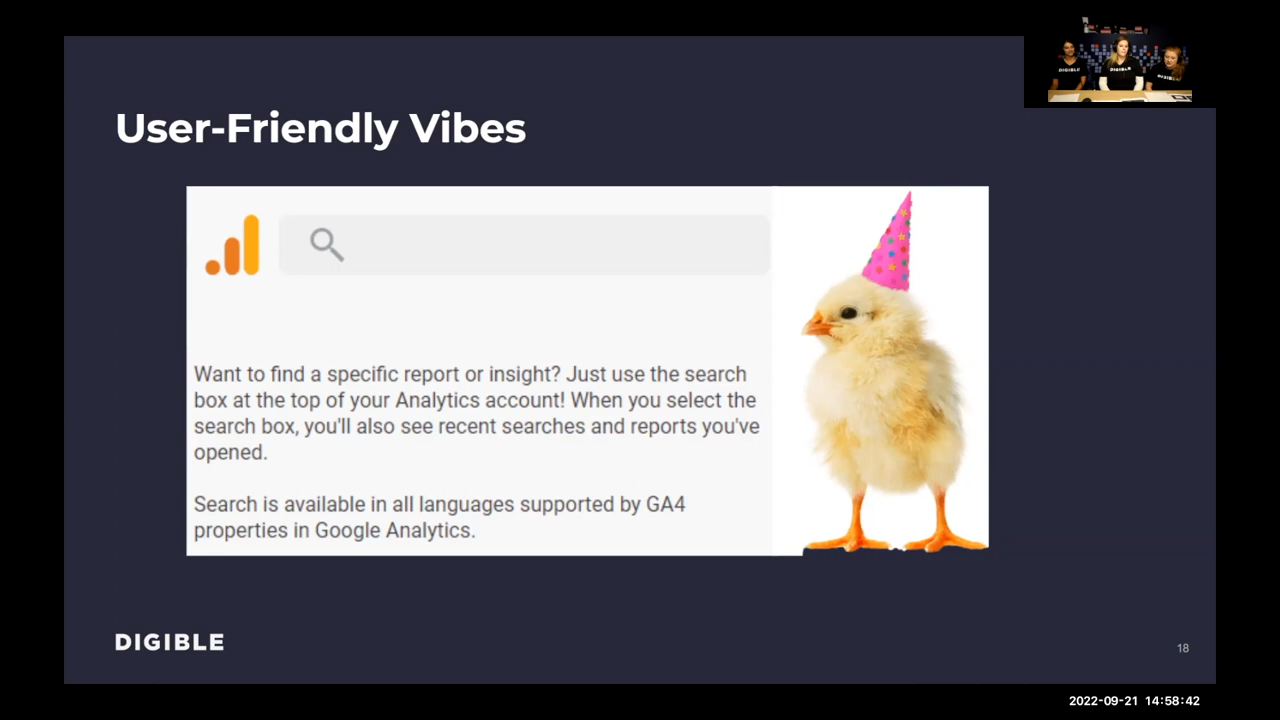 DIGIBLE
DIGIBLE
User-Friendly Vibes
Want to find a specific report or insight? Just use the search
box at the top of your Analytics account! When you select the
search box, you'll also see recent searches and reports you've
opened.
Search is available in all languages supported by GA4
properties in Google Analytics.
DIGIBLE
18
2022-09-21 14:58:42